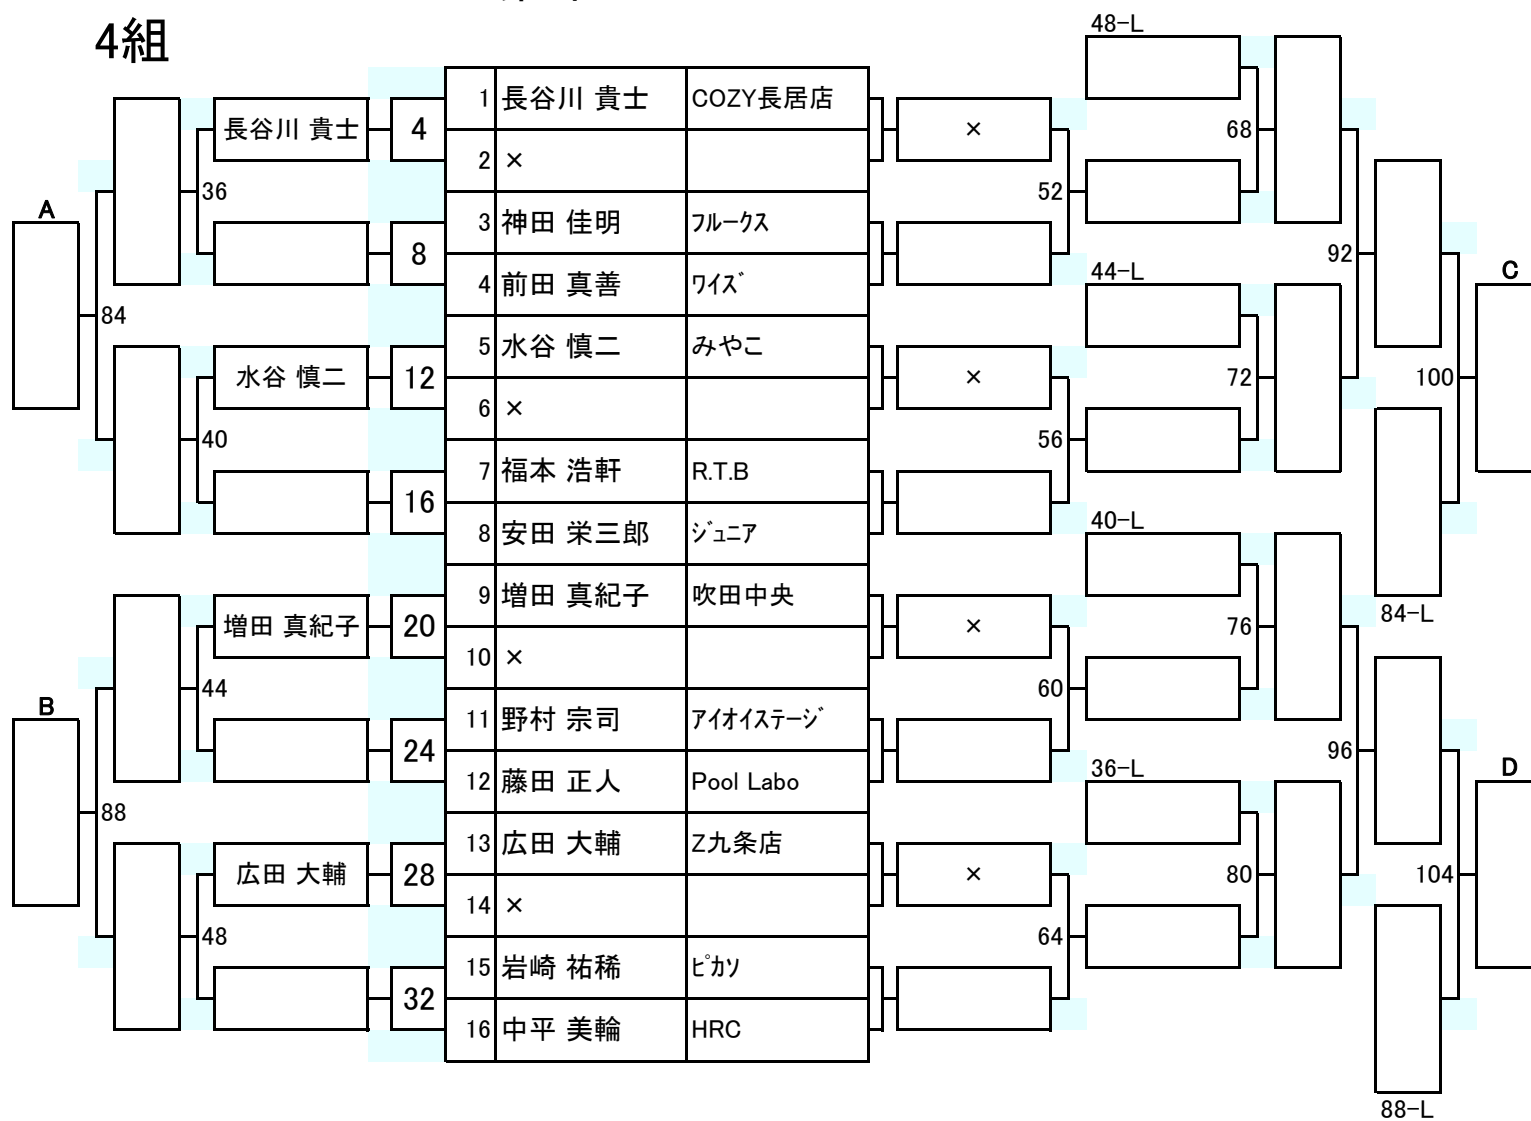 4組
48-L
1 長谷川 貴士 COZY長居店
長谷川 貴士 4 × 68
2 ×
36 52
A
3 神田 佳明 フルークス
8 92
44-L C
4 前田 真善 ワイズ
84
5 水谷 慎二 みやこ
水谷 慎二 12 × 72 100
6 ×
40 56
7 福本 浩軒 R.T.B
16
40-L
8 安田 栄三郎 ジュニア
9 増田 真紀子 吹田中央
84-L
増田 真紀子 20 × 76
10 ×
44 60
B
11 野村 宗司 アイオイステージ
24 96
36-L D
12 藤田 正人 Pool Labo
88
13 広田 大輔 Z九条店
広田 大輔 28 × 80 104
14 ×
48 64
15 岩崎 祐稀 ピカソ
32
16 中平 美輪 HRC
88-L